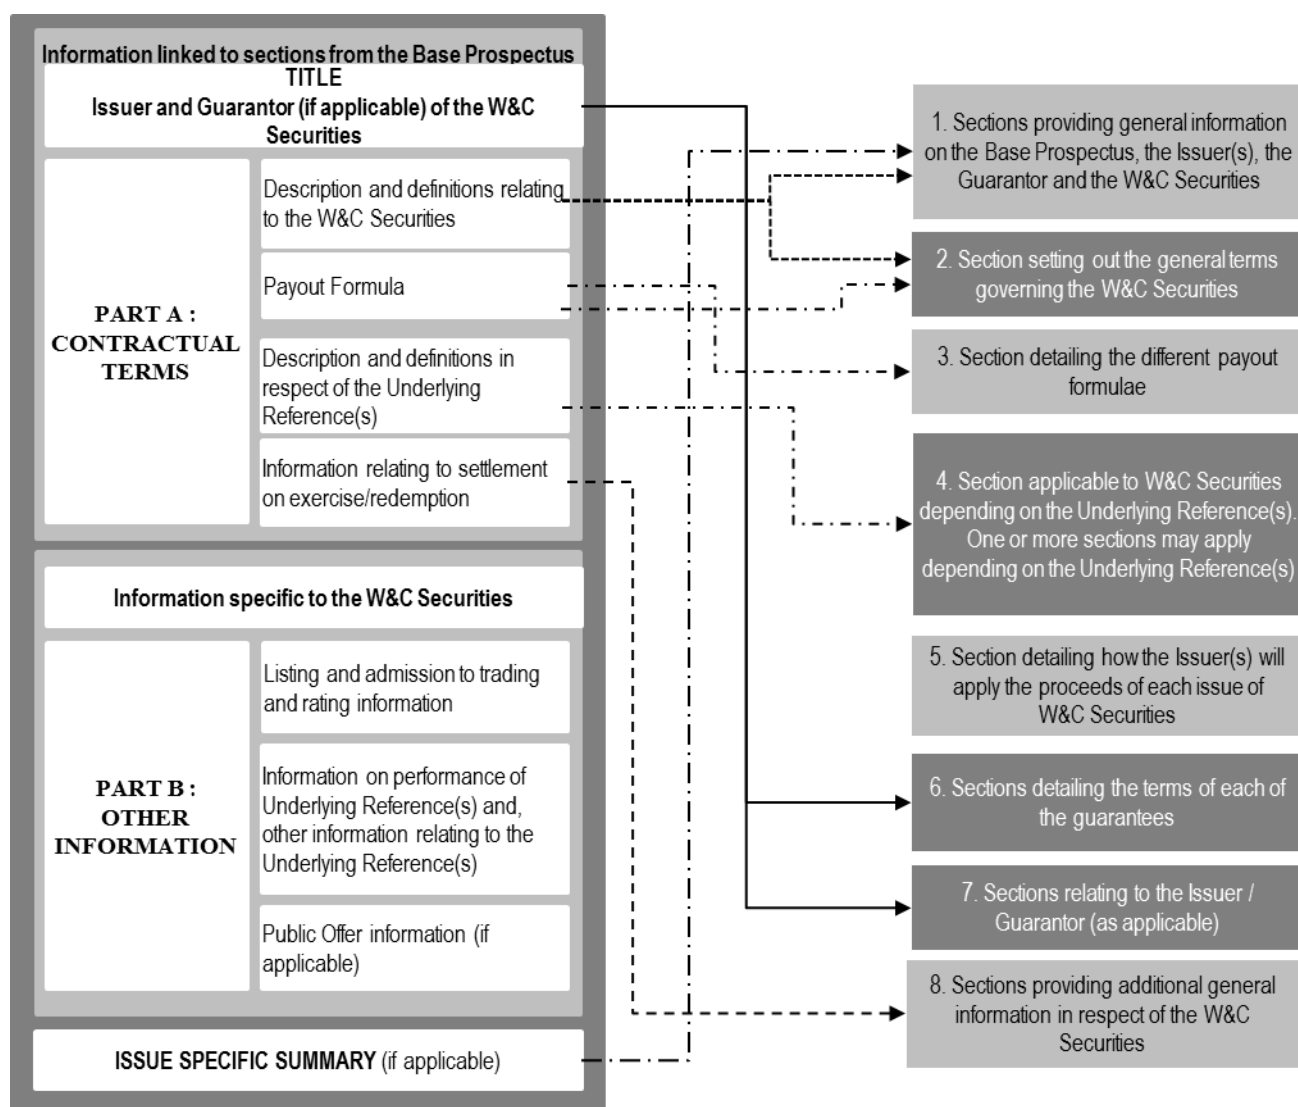 Information linked to sections from the Base Prospectus
TITLE
Issuer and Guarantor (if applicable) of the W&C
Securities
PART A :
CONTRACTUAL
TERMS
Description and definitions relating
to the W&C Securities
Payout Formula
Description and definitions in
respect of the Underlying
Reference(s)
Information relating to settlement
on exercise/redemption
Information specific to the W&C Securities
PART B :
OTHER
INFORMATION
Listing and admission to trading
and rating information
Information on performance of
Underlying Reference(s) and,
other information relating to the
Underlying Reference(s)
Public Offer information (if
applicable)
ISSUE SPECIFIC SUMMARY (if applicable)
1. Sections providing general information
on the Base Prospectus, the Issuer(s), the
Guarantor and the W&C Securities
2. Section setting out the general terms
governing the W&C Securities
3. Section detailing the different payout
formulae
4. Section applicable to W&C Securities
depending on the Underlying Reference(s).
One or more sections may apply
depending on the Underlying Reference(s)
5. Section detailing how the Issuer(s) will
apply the proceeds of each issue of
W&C Securities
6. Sections detailing the terms of each of
the guarantees
7. Sections relating to the Issuer /
Guarantor (as applicable)
8. Sections providing additional general
information in respect of the W&C
Securities